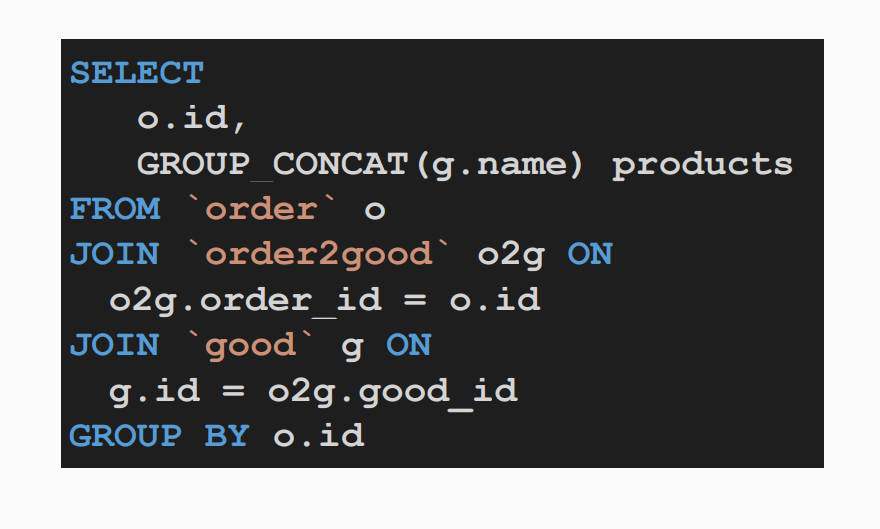 SELECT
o.id,
GROUP_CONCAT(g.name) products
FROM `order` o
JOIN `order2good` o2g ON
o2g.order_id = o.id
JOIN `good` g ON
g.id = o2g.good_id
GROUP BY o.id